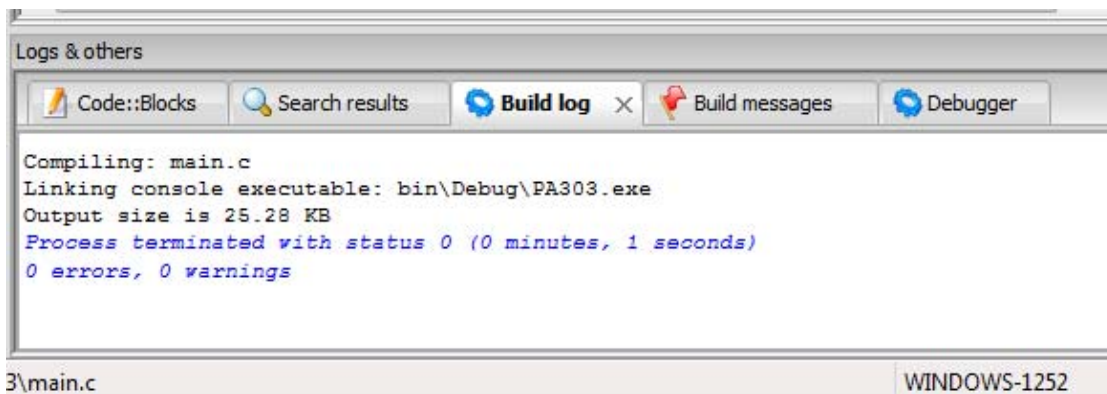 Logs & others
Code::Blocks Search results Build log Build messages Debugger
Compiling: main.c
Linking console executable: bin\Debug\PA303.exe
Output size is 25.28 KB
Process terminated with status 0 (0 minutes, 1 seconds)
0 errors, 0 warnings
3\main.c WINDOWS-1252